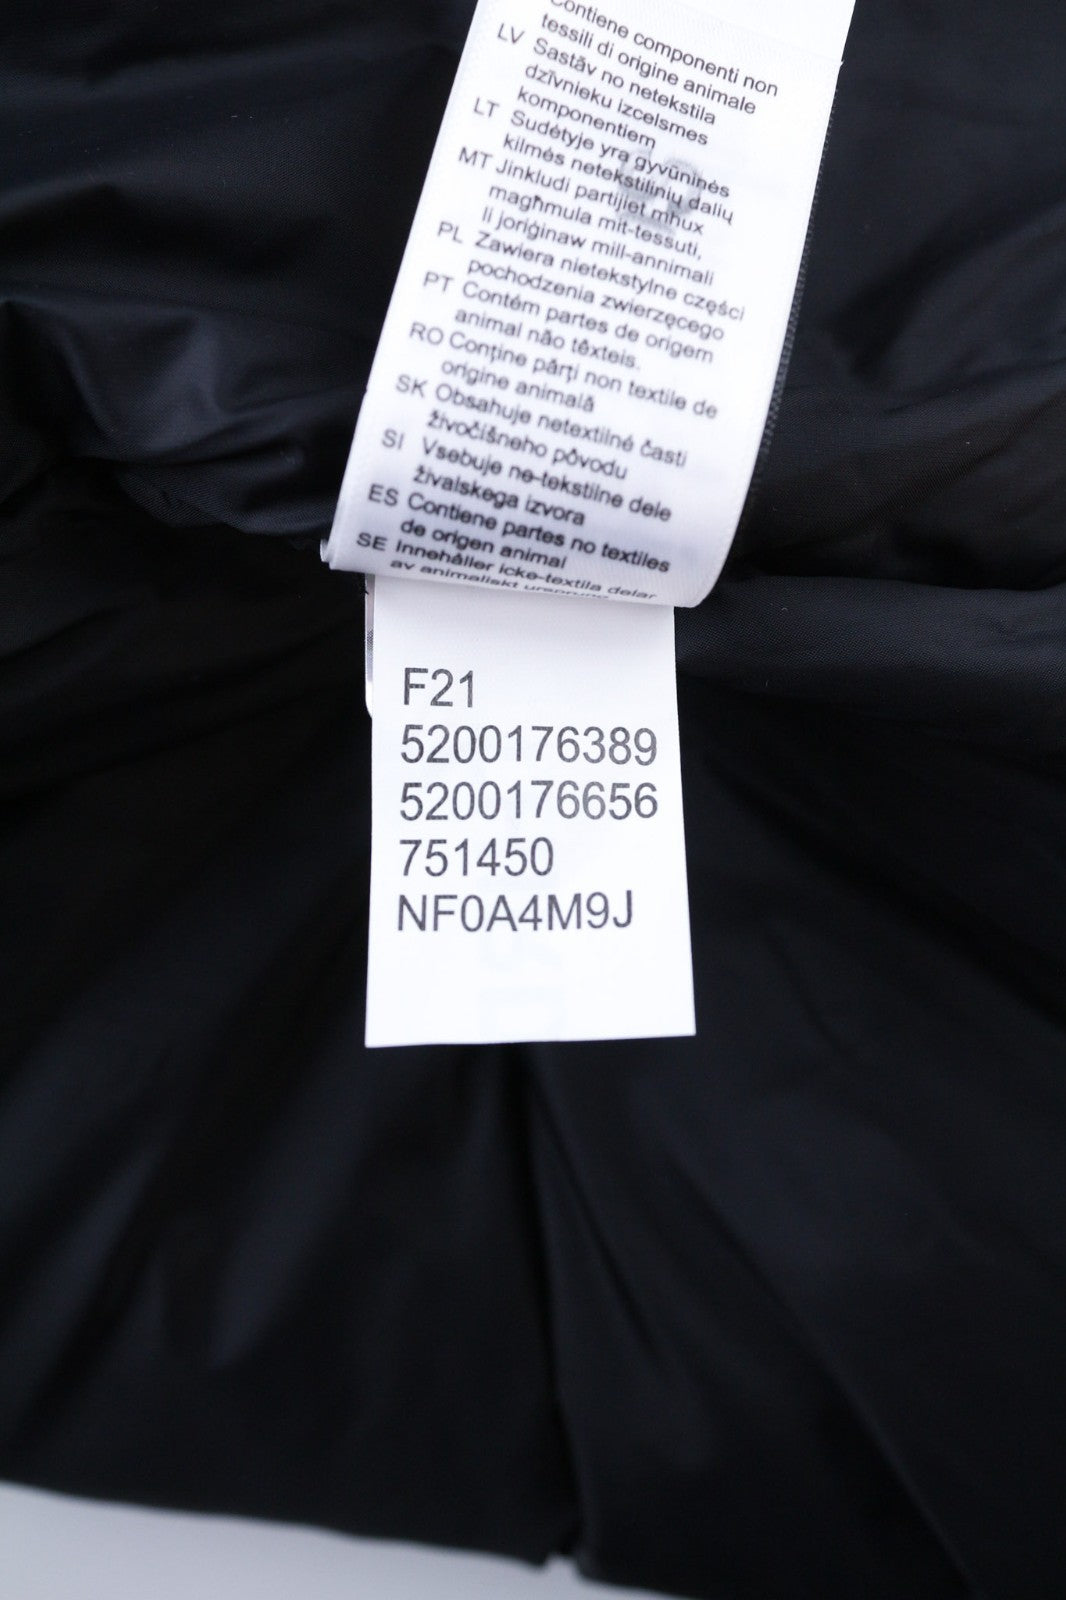 Contiene componenti non
tessili di origine animale
LV Sastāv no netekstila
dzīvnieku izcelsmes
komponentiem
LT Sudėtyje yra gyvūninės
kilmės netekstilinių dalių
MT Jinkludi partijiet mhux
magħmula mit-tessuti,
li joriġinaw mill-annimali
PL Zawiera nietekstylne części
pochodzenia zwierzęcego
PT Contém partes de origem
animal não têxteis.
RO Conține părți non textile de
origine animală
SK Obsahuje netextilné časti
živočíšneho pôvodu
SI Vsebuje ne-tekstilne dele
živalskega izvora
ES Contiene partes no textiles
de origen animal
SE Innehåller icke-textila delar
av animaliskt ursprung
F21
5200176389
5200176656
751450
NF0A4M9J